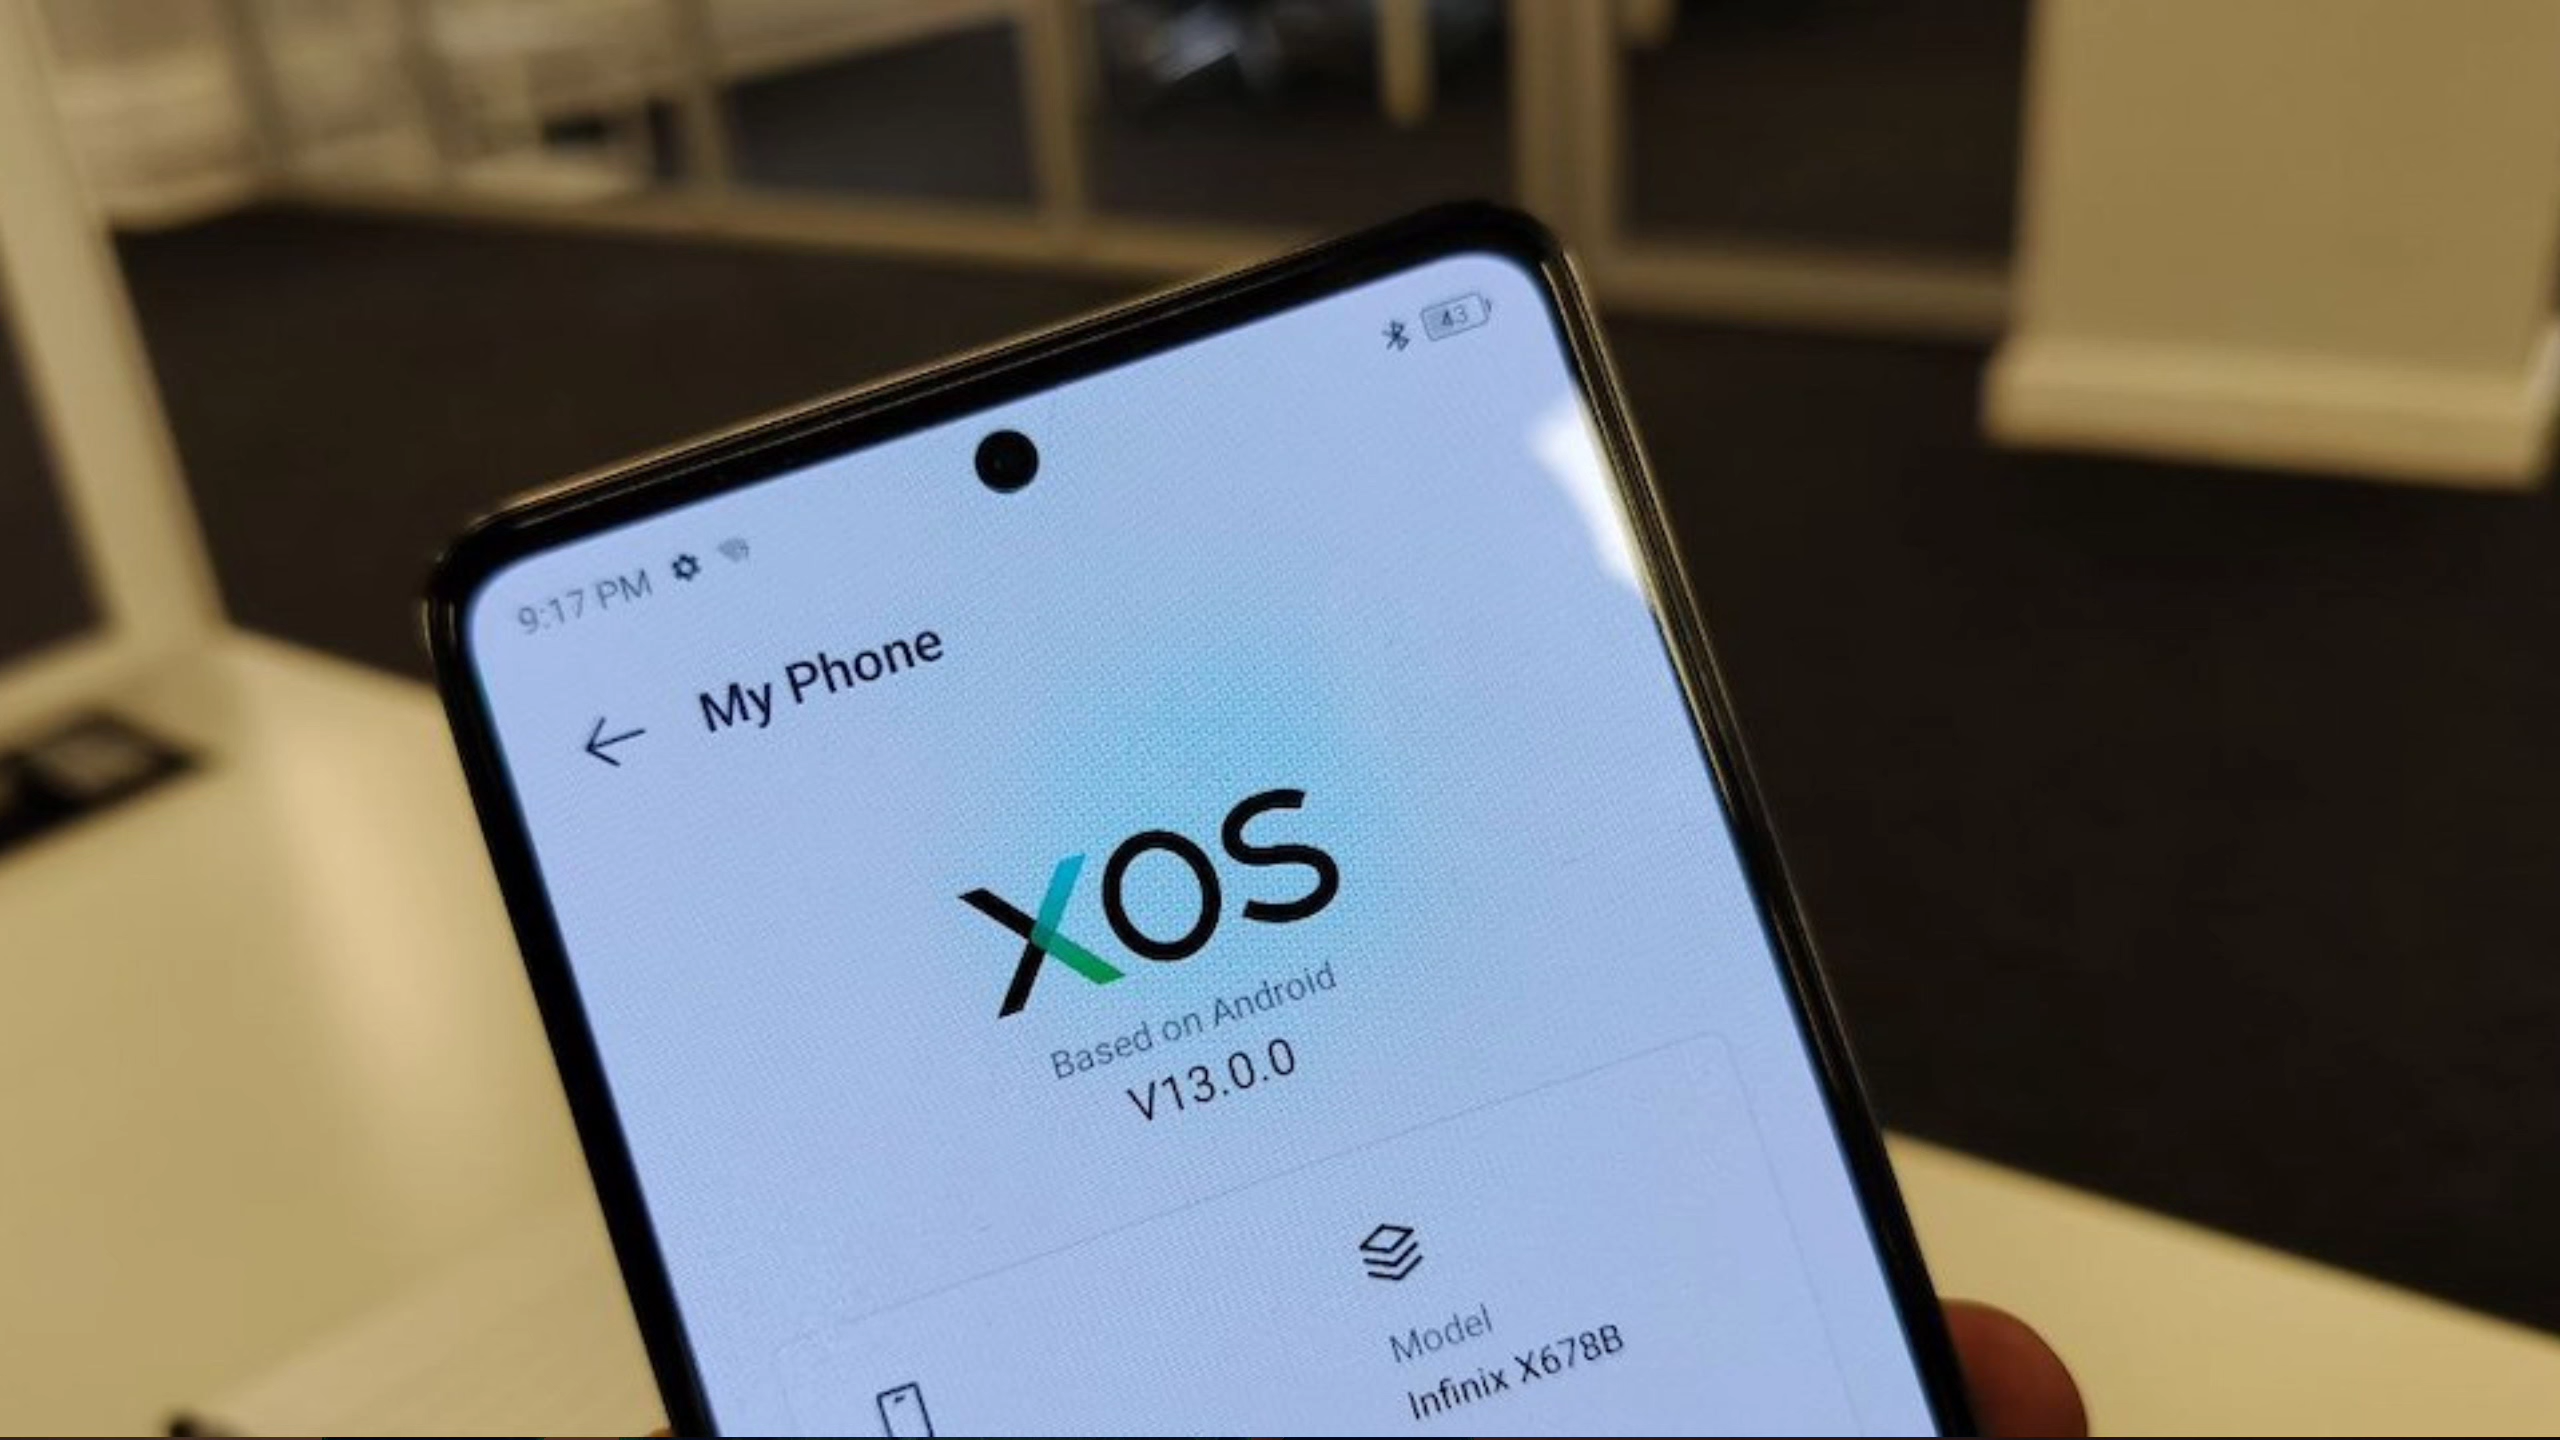 9:17 PM
43
My Phone
XOS
Based on Android
V13.0.0
Model
Infinix X678B